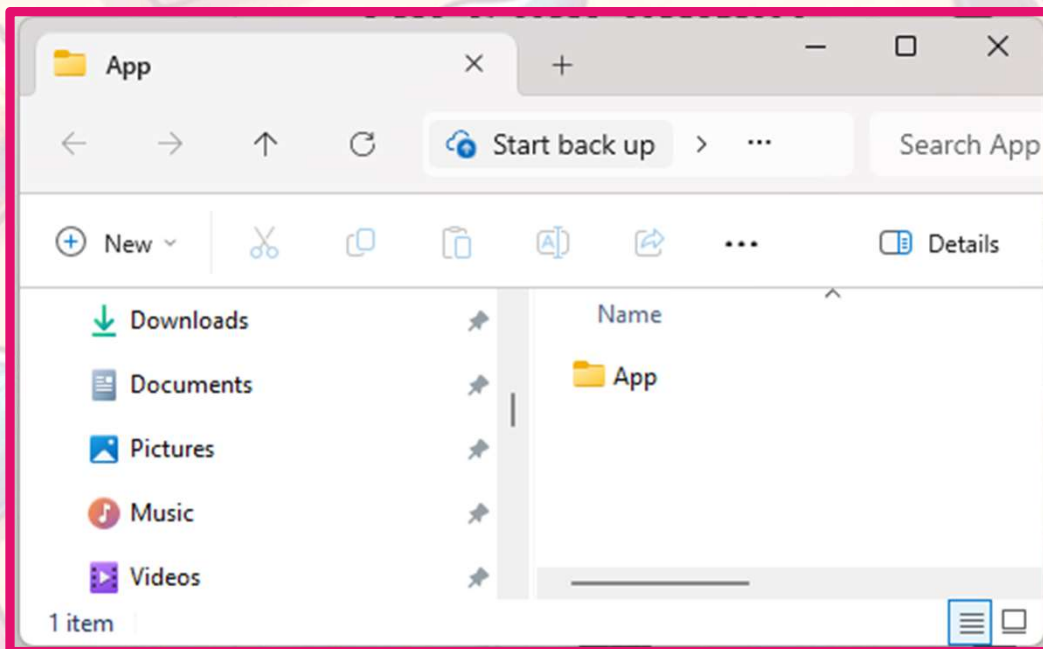 App
Start back up > ...
Search App
New
Details
Downloads
Documents
Pictures
Music
Videos
Name
App
1 item